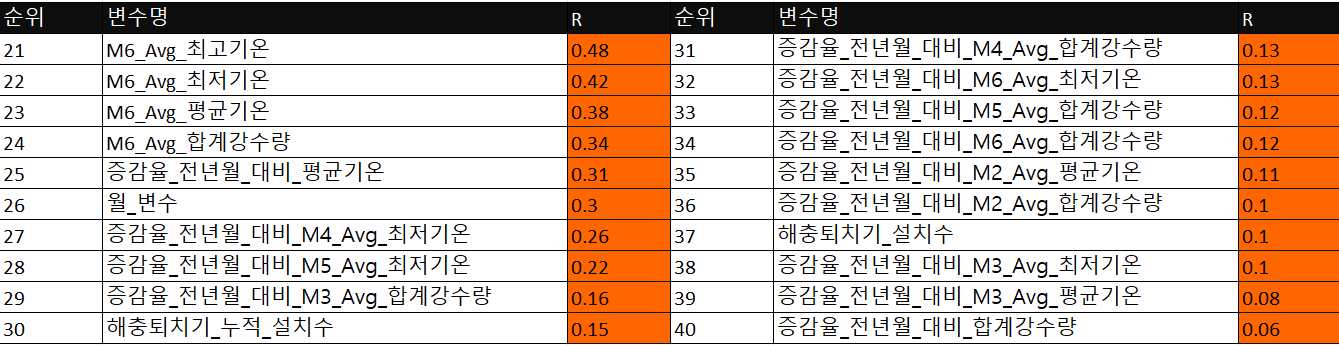 순위 변수명 R 순위 변수명 R
21 M6_Avg_최고기온 0.48 31 증감율_전년월_대비_M4_Avg_합계강수량 0.13
22 M6_Avg_최저기온 0.42 32 증감율_전년월_대비_M6_Avg_최저기온 0.13
23 M6_Avg_평균기온 0.38 33 증감율_전년월_대비_M5_Avg_합계강수량 0.12
24 M6_Avg_합계강수량 0.34 34 증감율_전년월_대비_M6_Avg_합계강수량 0.12
25 증감율_전년월_대비_평균기온 0.31 35 증감율_전년월_대비_M2_Avg_평균기온 0.11
26 월_변수 0.3 36 증감율_전년월_대비_M2_Avg_합계강수량 0.1
27 증감율_전년월_대비_M4_Avg_최저기온 0.26 37 해충퇴치기_설치수 0.1
28 증감율_전년월_대비_M5_Avg_최저기온 0.22 38 증감율_전년월_대비_M3_Avg_최저기온 0.1
29 증감율_전년월_대비_M3_Avg_합계강수량 0.16 39 증감율_전년월_대비_M3_Avg_평균기온 0.08
30 해충퇴치기_누적_설치수 0.15 40 증감율_전년월_대비_합계강수량 0.06